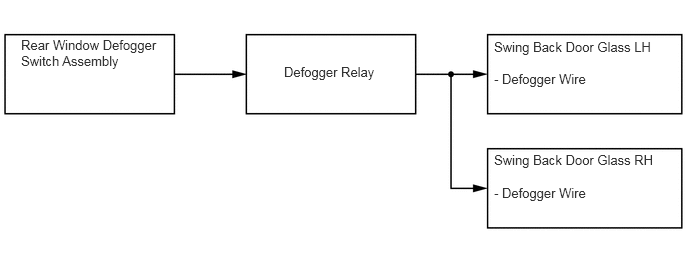 Rear Window Defogger
Switch Assembly
Defogger Relay
Swing Back Door Glass LH
- Defogger Wire
Swing Back Door Glass RH
- Defogger Wire